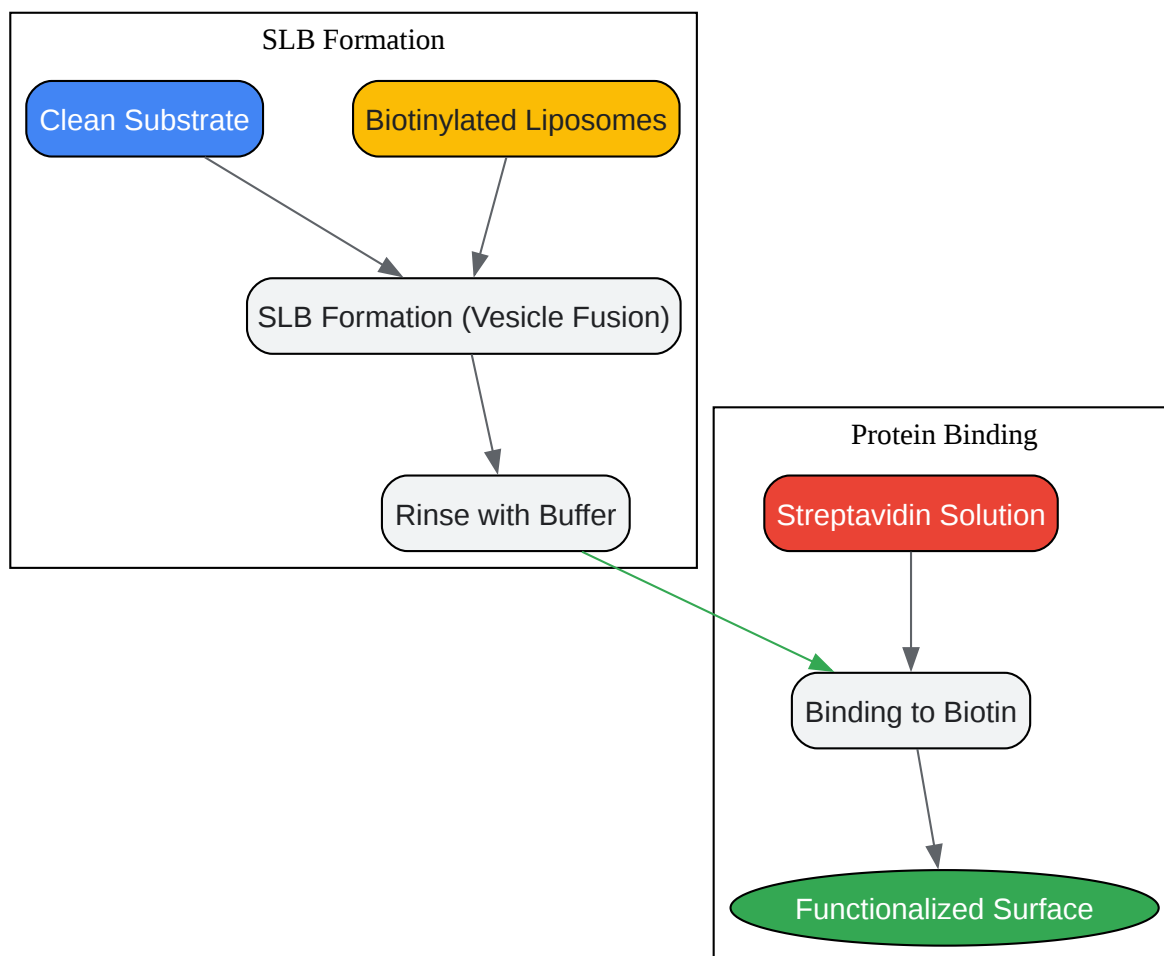 SLB Formation
Clean Substrate
Biotinylated Liposomes
SLB Formation (Vesicle Fusion)
Rinse with Buffer
Protein Binding
Streptavidin Solution
Binding to Biotin
Functionalized Surface